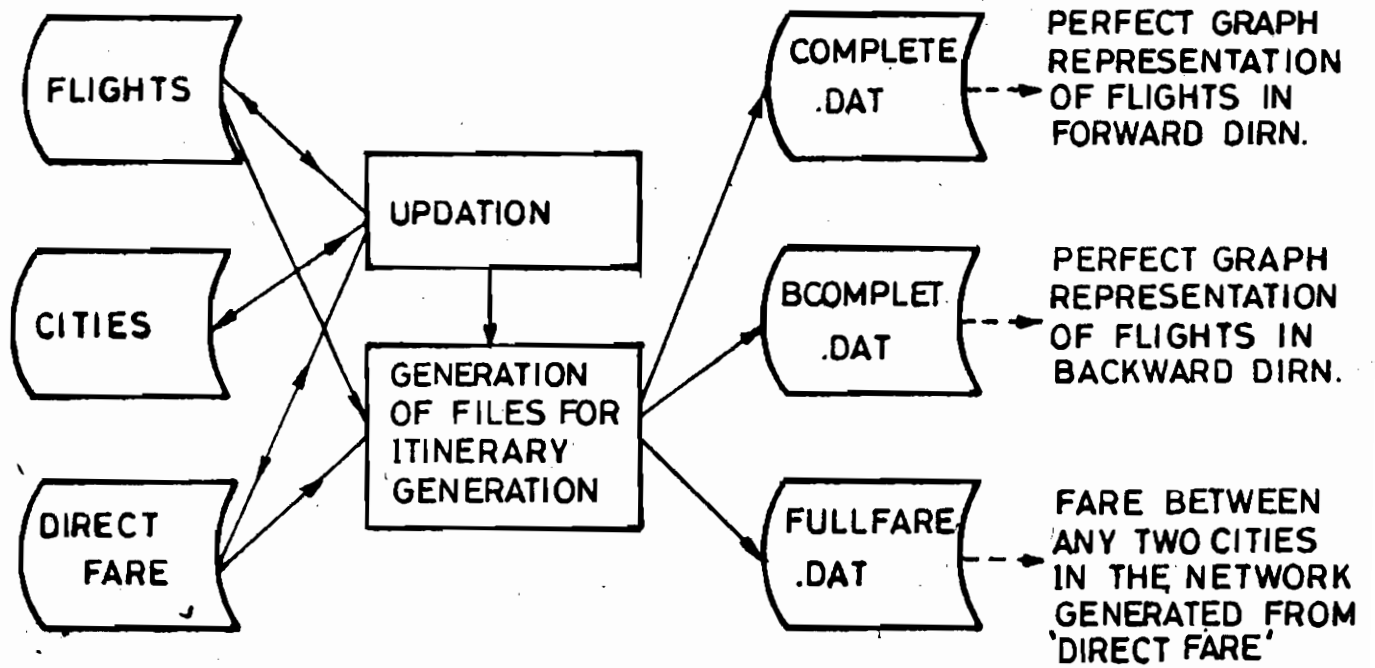 FLIGHTS
CITIES
DIRECT
FARE
UPDATION
GENERATION
OF FILES FOR
ITINERARY
GENERATION
COMPLETE
.DAT
PERFECT GRAPH
REPRESENTATION
OF FLIGHTS IN
FORWARD DIRN.
BCOMPLET
.DAT
PERFECT GRAPH
REPRESENTATION
OF FLIGHTS IN
BACKWARD DIRN.
FULLFARE
.DAT
FARE BETWEEN
ANY TWO CITIES
IN THE NETWORK
GENERATED FROM
'DIRECT FARE'